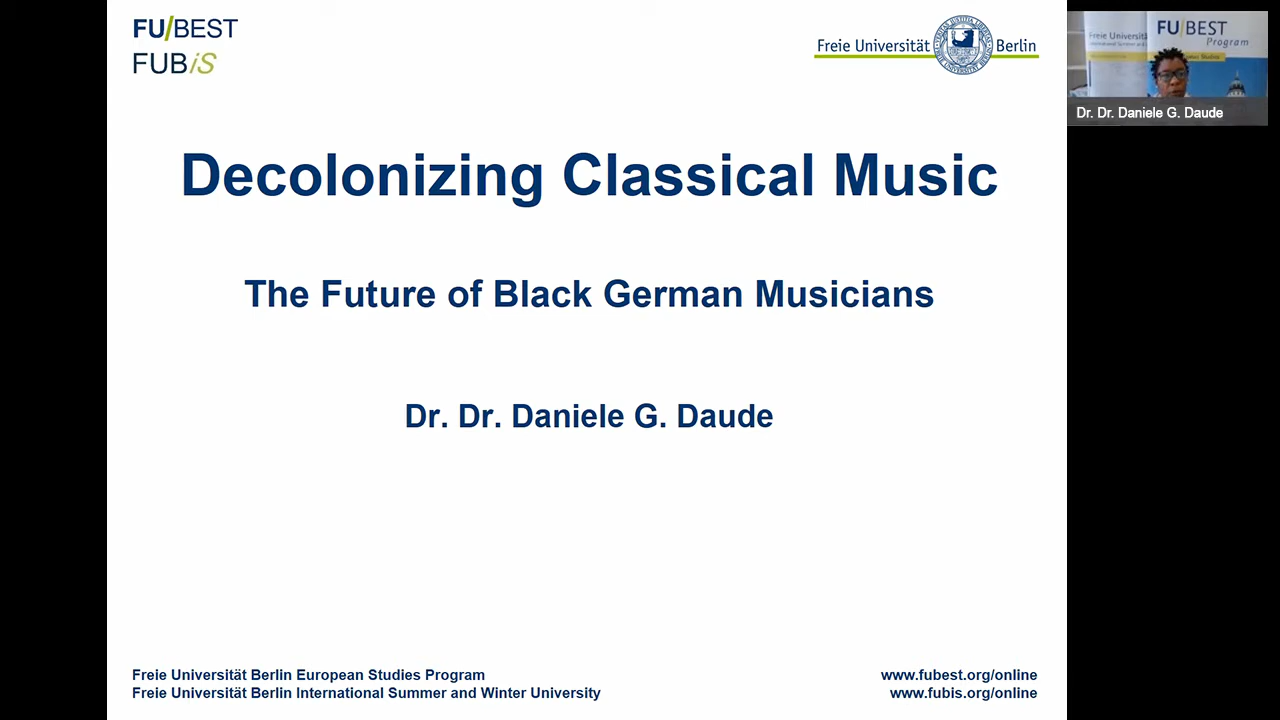 FU/BEST
FUBiS
Freie Universität Berlin
Decolonizing Classical Music
The Future of Black German Musicians
Dr. Dr. Daniele G. Daude
Freie Universität Berlin European Studies Program
Freie Universität Berlin International Summer and Winter University
www.fubest.org/online
www.fubis.org/online
Freie Universitä
FU/BEST
Program
Dr. Dr. Daniele G. Daude